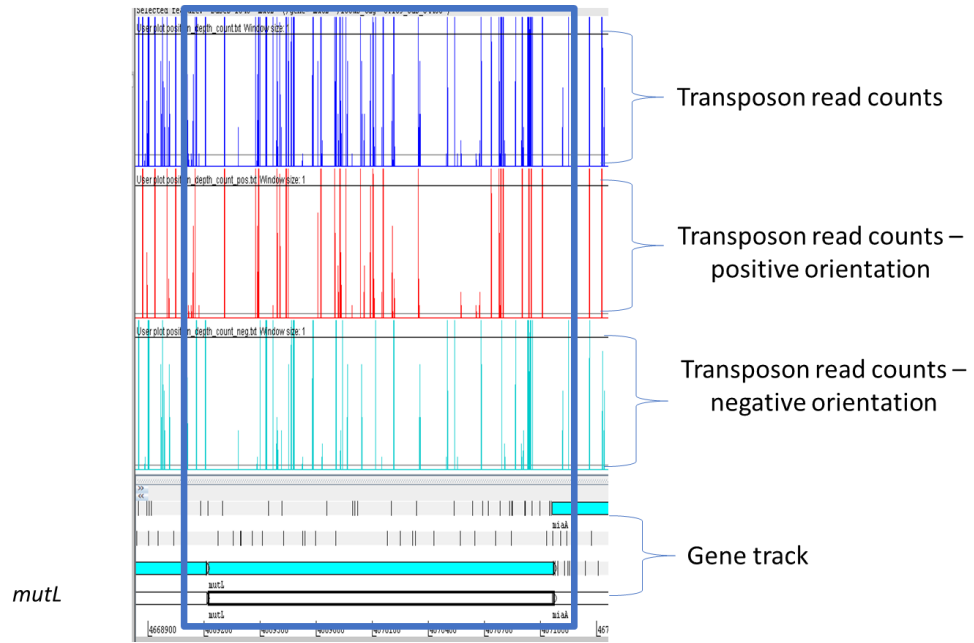 User plot position_depth_count.txt Window size: 1
Transposon read counts
User plot position_depth_count_pos.txt Window size: 1
Transposon read counts –
positive orientation
User plot position_depth_count_neg.txt Window size: 1
Transposon read counts –
negative orientation
miaA
Gene track
mutL
mutL
mutL miaA
4668900 4670400